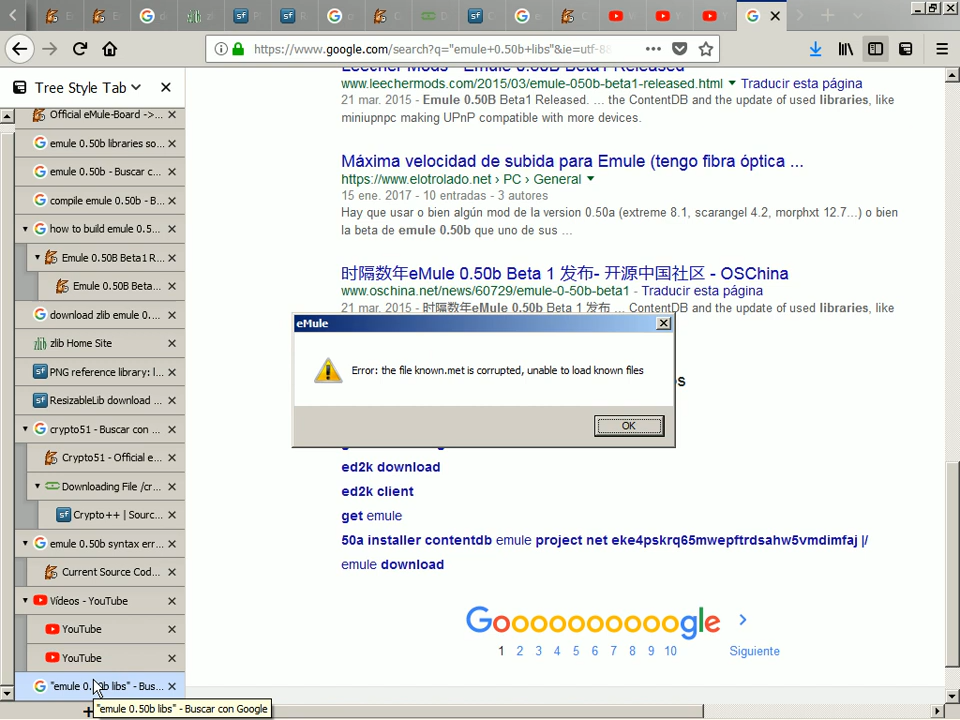 https://www.google.com/search?q="emule+0.50b+libs"&ie=utf-8
Tree Style Tab
Official eMule-Board ->...
emule 0.50b libraries so...
emule 0.50b - Buscar c...
compile emule 0.50b - B...
how to build emule 0.5...
Emule 0.50B Beta1 R...
Emule 0.50B Beta...
download zlib emule 0....
zlib Home Site
PNG reference library: l...
ResizableLib download ...
crypto51 - Buscar con ...
Crypto51 - Official e...
Downloading File /cr...
Crypto++ | Sourc...
emule 0.50b syntax err...
Current Source Cod...
Vídeos - YouTube
YouTube
YouTube
"emule 0.50b libs" - Bus...
"emule 0.50b libs" - Buscar con Google
Leecher Mods - Emule 0.50B Beta1 Released
www.leechermods.com/2015/03/emule-050b-beta1-released.html Traducir esta página
21 mar. 2015 - Emule 0.50B Beta1 Released. ... the ContentDB and the update of used libraries, like
miniupnpc making UPnP compatible with more devices.
Máxima velocidad de subida para Emule (tengo fibra óptica ...
https://www.elotrolado.net › PC › General
15 ene. 2017 - 10 entradas - 3 autores
Hay que usar o bien algún mod de la version 0.50a (extreme 8.1, scarangel 4.2, morphxt 12.7...) o bien
la beta de emule 0.50b que uno de sus ...
时隔数年eMule 0.50b Beta 1 发布- 开源中国社区 - OSChina
www.oschina.net/news/60729/emule-0-50b-beta1 - Traducir esta página
21 mar. 2015 - 时隔数年eMule 0.50b Beta 1 发布 ... ContentDB and the update of used libraries, like
eMule
Error: the file known.met is corrupted, unable to load known files
OK
ed2k download
ed2k client
get emule
50a installer contentdb emule project net eke4pskrq65mwepftrdsahw5vmdimfaj |/
emule download
Goooooooooogle
1 2 3 4 5 6 7 8 9 10 Siguiente